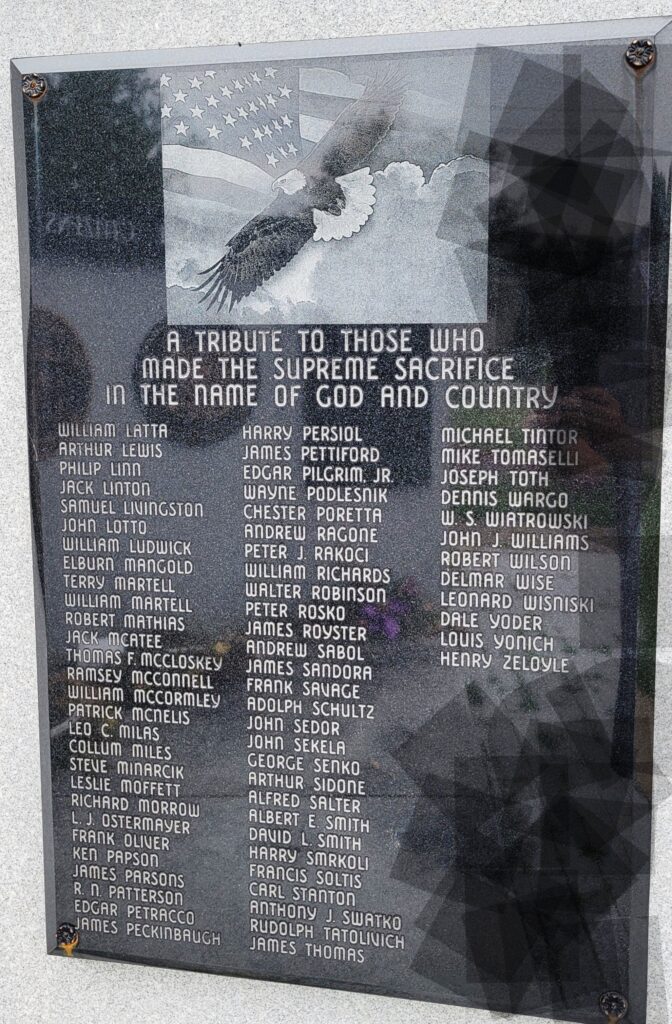 A TRIBUTE TO THOSE WHO
MADE THE SUPREME SACRIFICE
IN THE NAME OF GOD AND COUNTRY
WILLIAM LATTA
ARTHUR LEWIS
PHILIP LINN
JACK LINTON
SAMUEL LIVINGSTON
JOHN LOTTO
WILLIAM LUDWICK
ELBURN MANGOLD
TERRY MARTELL
WILLIAM MARTELL
ROBERT MATHIAS
JACK MCATEE
THOMAS F. MCCLOSKEY
RAMSEY MCCONNELL
WILLIAM MCCORMLEY
PATRICK MCNELIS
LEO C. MILAS
COLLUM MILES
STEVE MINARCIK
LESLIE MOFFETT
RICHARD MORROW
L. J. OSTERMAYER
FRANK OLIVER
KEN PAPSON
JAMES PARSONS
R. N. PATTERSON
EDGAR PETRACCO
JAMES PECKINBAUGH
HARRY PERSIOL
JAMES PETTIFORD
EDGAR PILGRIM, JR.
WAYNE PODLESNIK
CHESTER PORETTA
ANDREW RAGONE
PETER J. RAKOCI
WILLIAM RICHARDS
WALTER ROBINSON
PETER ROSKO
JAMES ROYSTER
ANDREW SABOL
JAMES SANDORA
FRANK SAVAGE
ADOLPH SCHULTZ
JOHN SEDOR
JOHN SEKELA
GEORGE SENKO
ARTHUR SIDONE
ALFRED SALTER
ALBERT E. SMITH
DAVID L. SMITH
HARRY SMRKOLI
FRANCIS SOLTIS
CARL STANTON
ANTHONY J. SWATKO
RUDOLPH TATOLIVICH
JAMES THOMAS
MICHAEL TINTOR
MIKE TOMASELLI
JOSEPH TOTH
DENNIS WARGO
W. S. WIATROWSKI
JOHN J. WILLIAMS
ROBERT WILSON
DELMAR WISE
LEONARD WISNISKI
DALE YODER
LOUIS YONICH
HENRY ZELOYLE